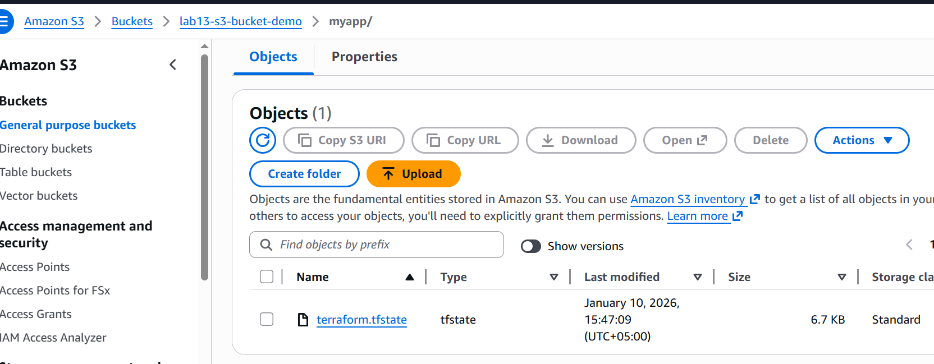 Amazon S3 > Buckets > lab13-s3-bucket-demo > myapp/
Amazon S3
Buckets
General purpose buckets
Directory buckets
Table buckets
Vector buckets
Access management and
security
Access Points
Access Points for FSx
Access Grants
IAM Access Analyzer
Objects Properties
Objects (1)
Copy S3 URI Copy URL Download Open Delete Actions
Create folder Upload
Objects are the fundamental entities stored in Amazon S3. You can use Amazon S3 inventory to get a list of all objects in your
others to access your objects, you'll need to explicitly grant them permissions. Learn more
Find objects by prefix Show versions 1
Name Type Last modified Size Storage cla
terraform.tfstate tfstate January 10, 2026, 6.7 KB Standard
15:47:09
(UTC+05:00)